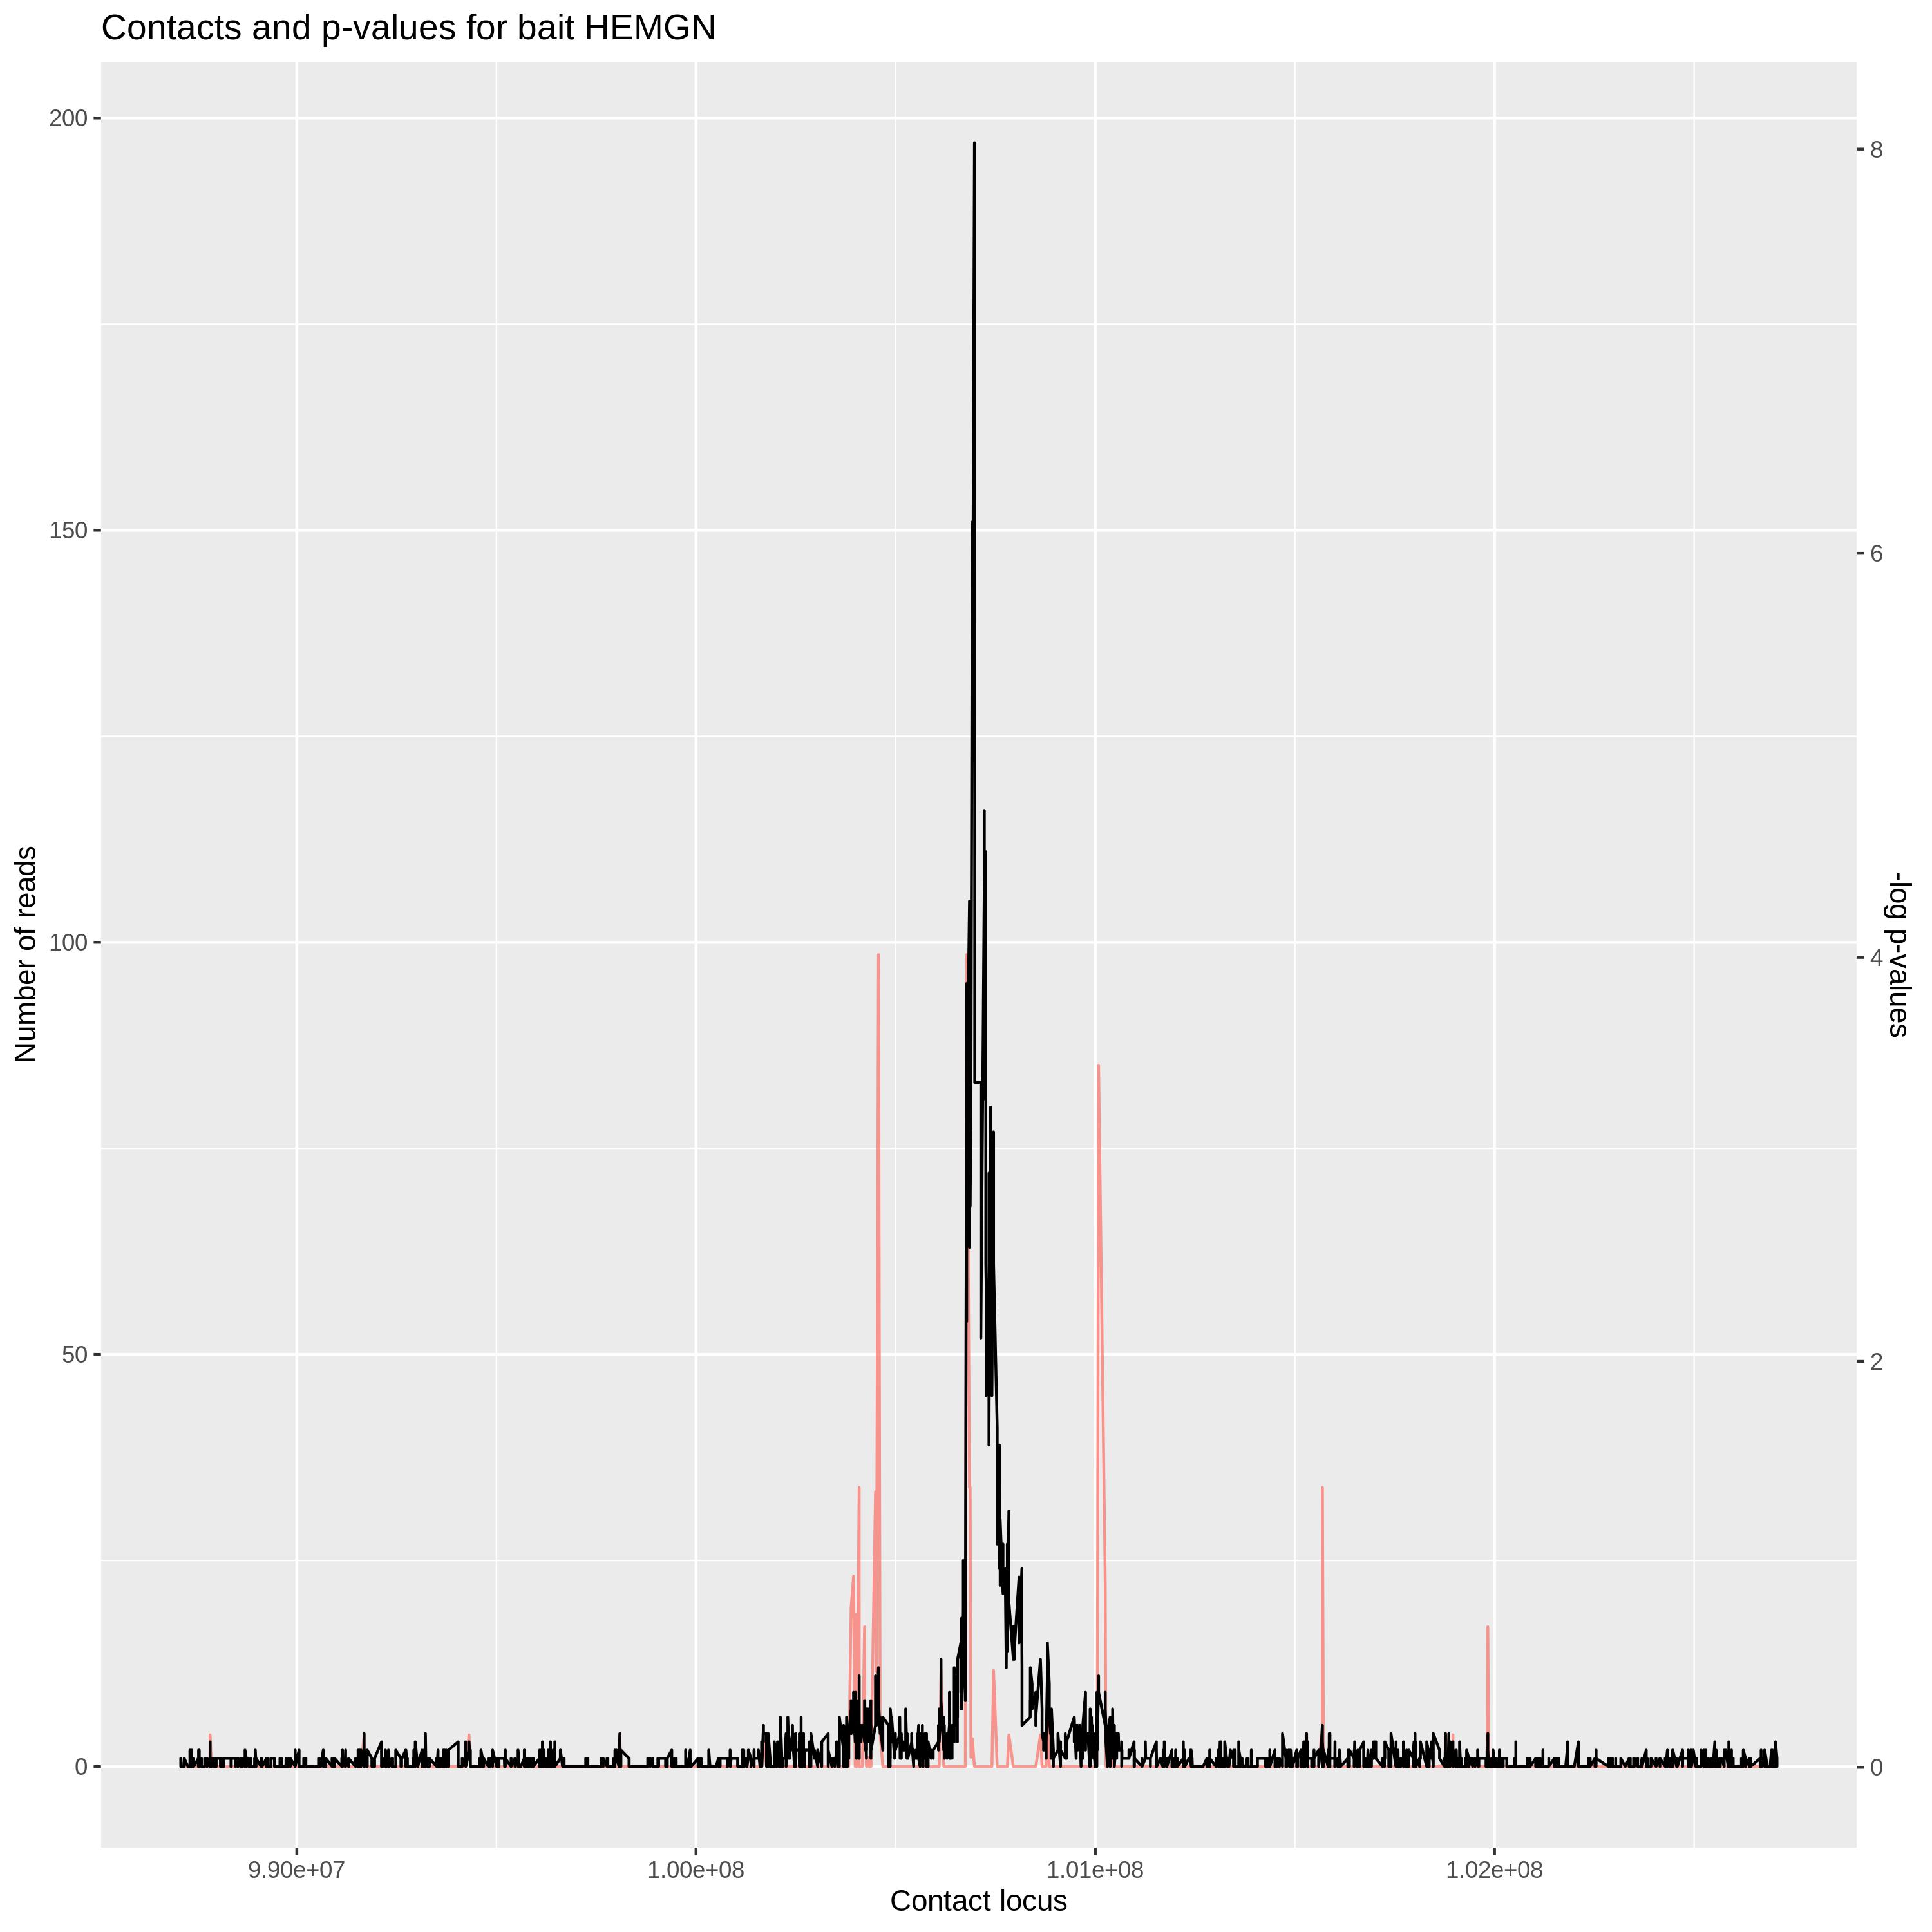 Contacts and p-values for bait HEMGN
200
150
100
50
0
Number of reads
8
6
4
2
0
-log p-values
9.90e+07
1.00e+08
1.01e+08
1.02e+08
Contact locus